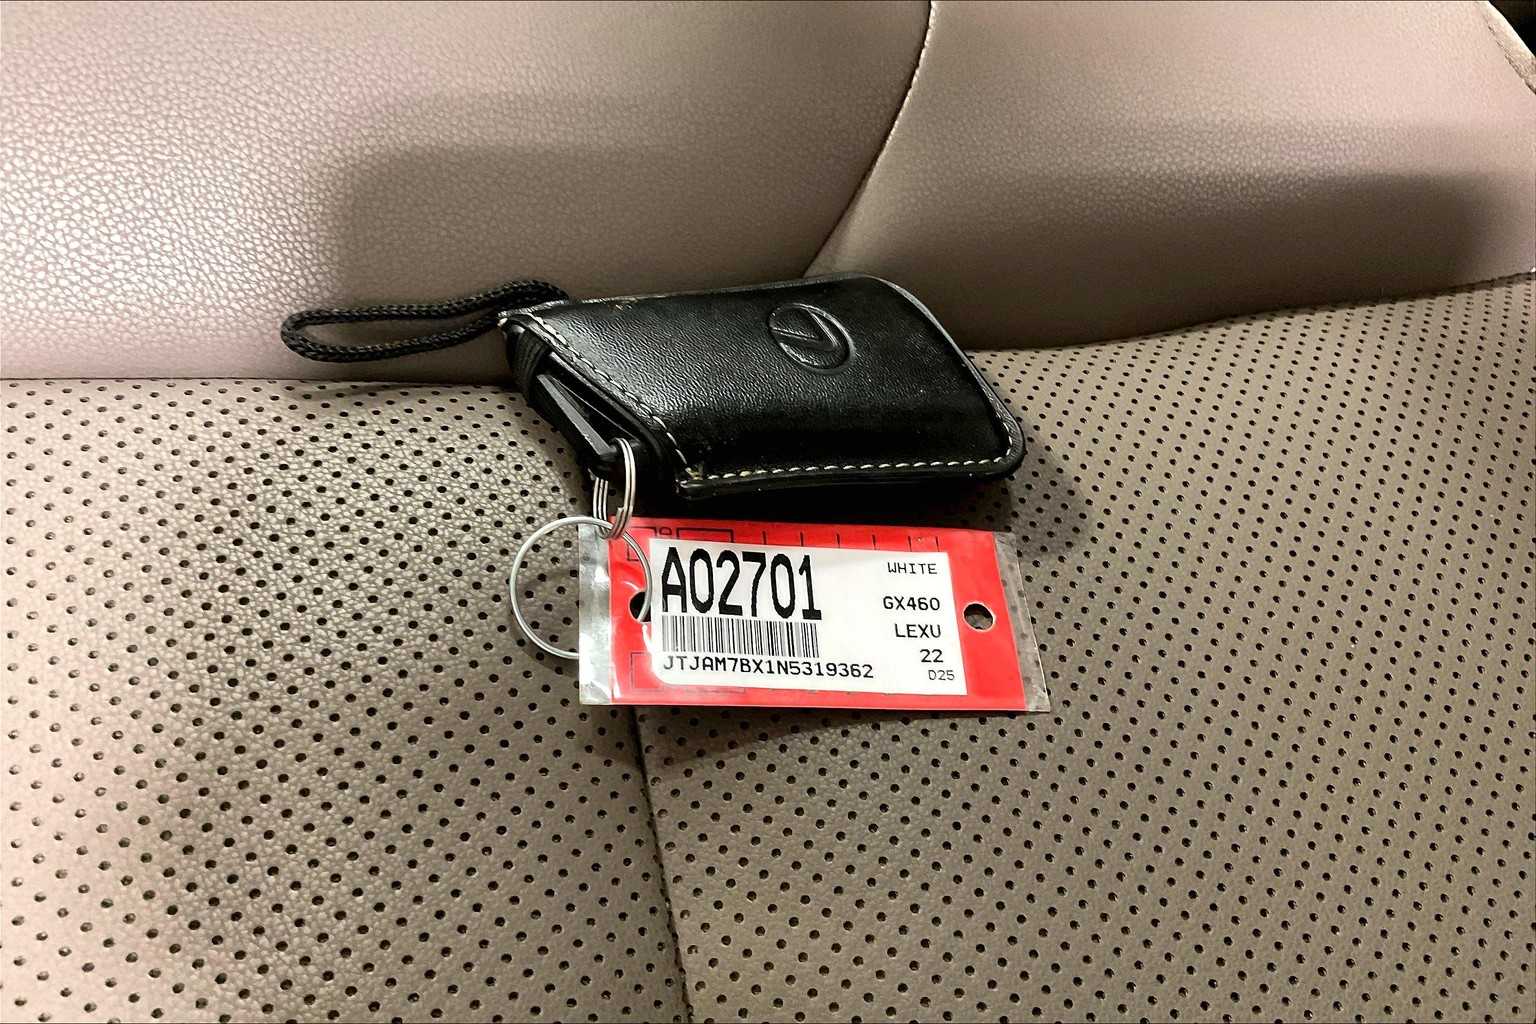 A02701
JTJAM7BX1N5319362
WHITE
GX460
LEXU
22
D25